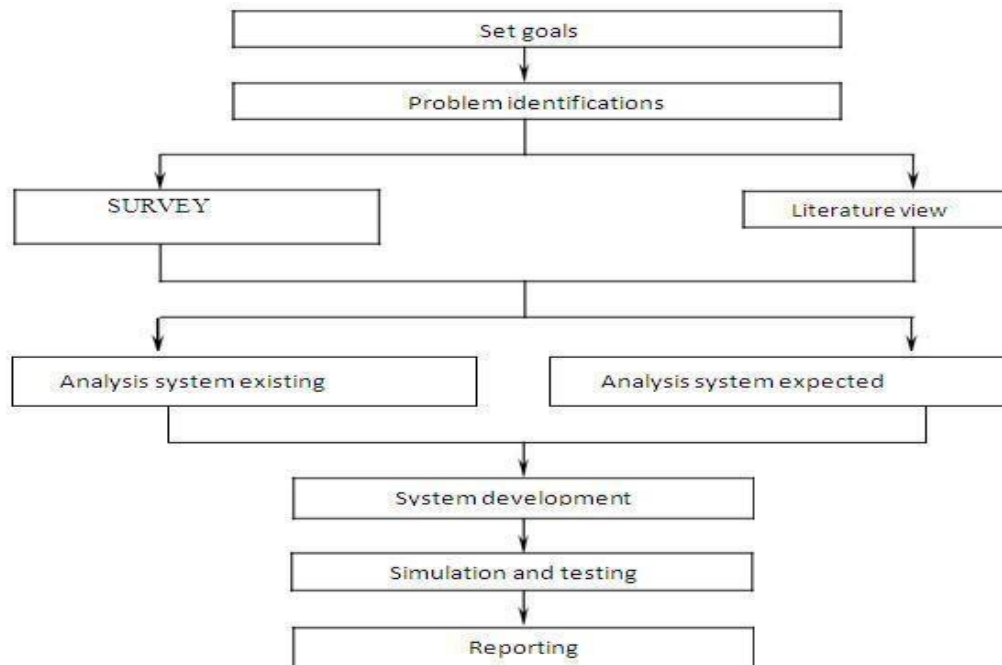 Set goals
Problem identifications
SURVEY
Literature view
Analysis system existing
Analysis system expected
System development
Simulation and testing
Reporting